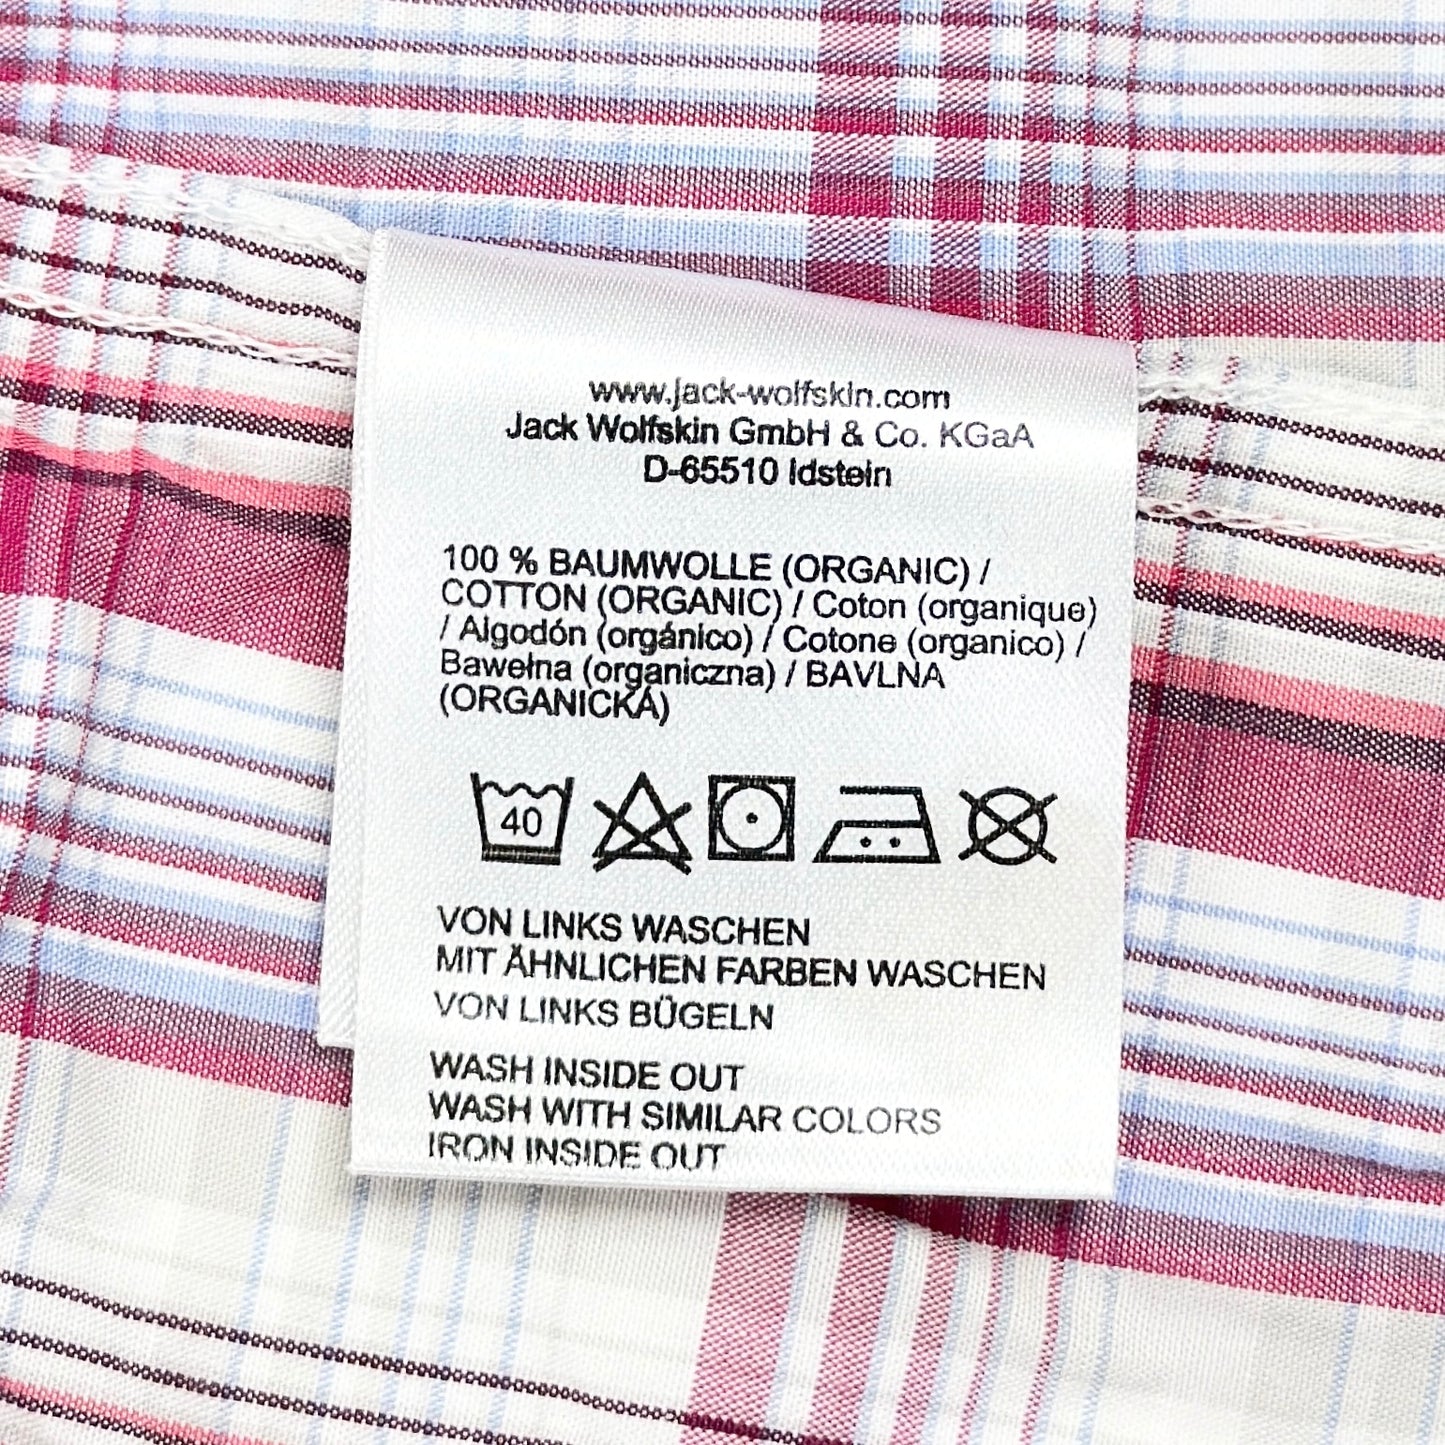 www.jack-wolfskin.com
Jack Wolfskin GmbH & Co. KGaA
D-65510 Idstein
100 % BAUMWOLLE (ORGANIC) /
COTTON (ORGANIC) / Coton (organique)
/ Algodón (orgánico) / Cotone (organico) /
Bawełna (organiczna) / BAVLNA
(ORGANICKÁ)
40
VON LINKS WASCHEN
MIT ÄHNLICHEN FARBEN WASCHEN
VON LINKS BÜGELN
WASH INSIDE OUT
WASH WITH SIMILAR COLORS
IRON INSIDE OUT